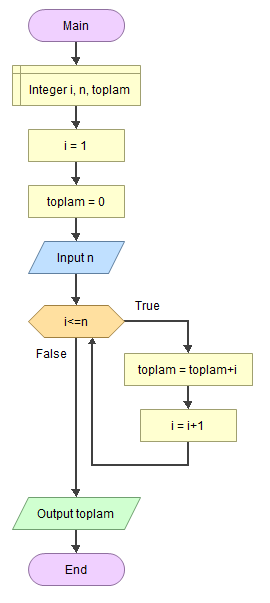 Main
Integer i, n, toplam
i = 1
toplam = 0
Input n
i<=n
True
False
toplam = toplam+i
i = i+1
Output toplam
End